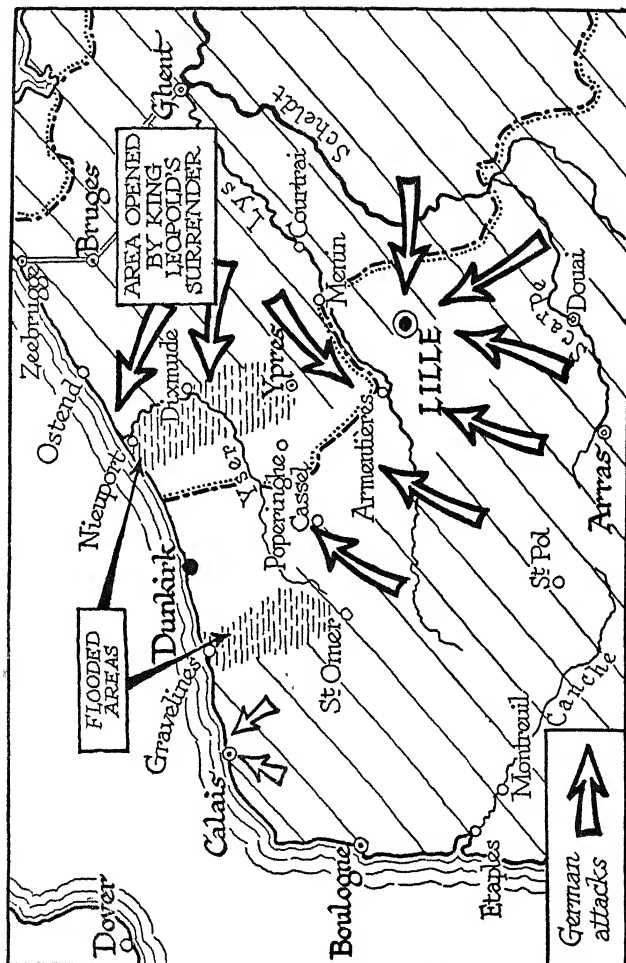 Dover
Zeebrugge
Ostend
Bruges
Ghent
Nieuport
AREA OPENED
BY KING
LEOPOLD'S
SURRENDER
FLOODED
AREAS
Dunkirk
Dixmude
Gravelines
Calais
Yser
Ypres
Lys
Scheldt
Courtrai
Menin
Poperinghe
Cassel
St Omer
Armentières
LILLE
Boulogne
Etaples
Montreuil
Canche
St Pol
Arras
Scarpe
Douai
German
attacks